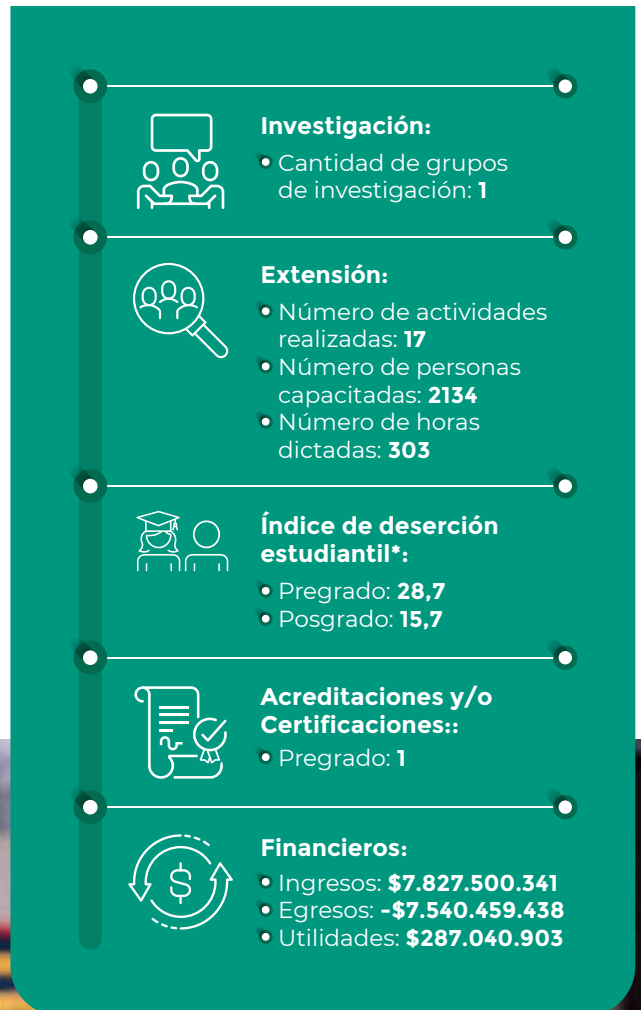 Investigación:
• Cantidad de grupos
de investigación: 1
Extensión:
• Número de actividades
realizadas: 17
• Número de personas
capacitadas: 2134
• Número de horas
dictadas: 303
Índice de deserción
estudiantil*:
• Pregrado: 28,7
• Posgrado: 15,7
Acreditaciones y/o
Certificaciones::
• Pregrado: 1
$
Financieros:
• Ingresos: $7.827.500.341
• Egresos: -$7.540.459.438
• Utilidades: $287.040.903